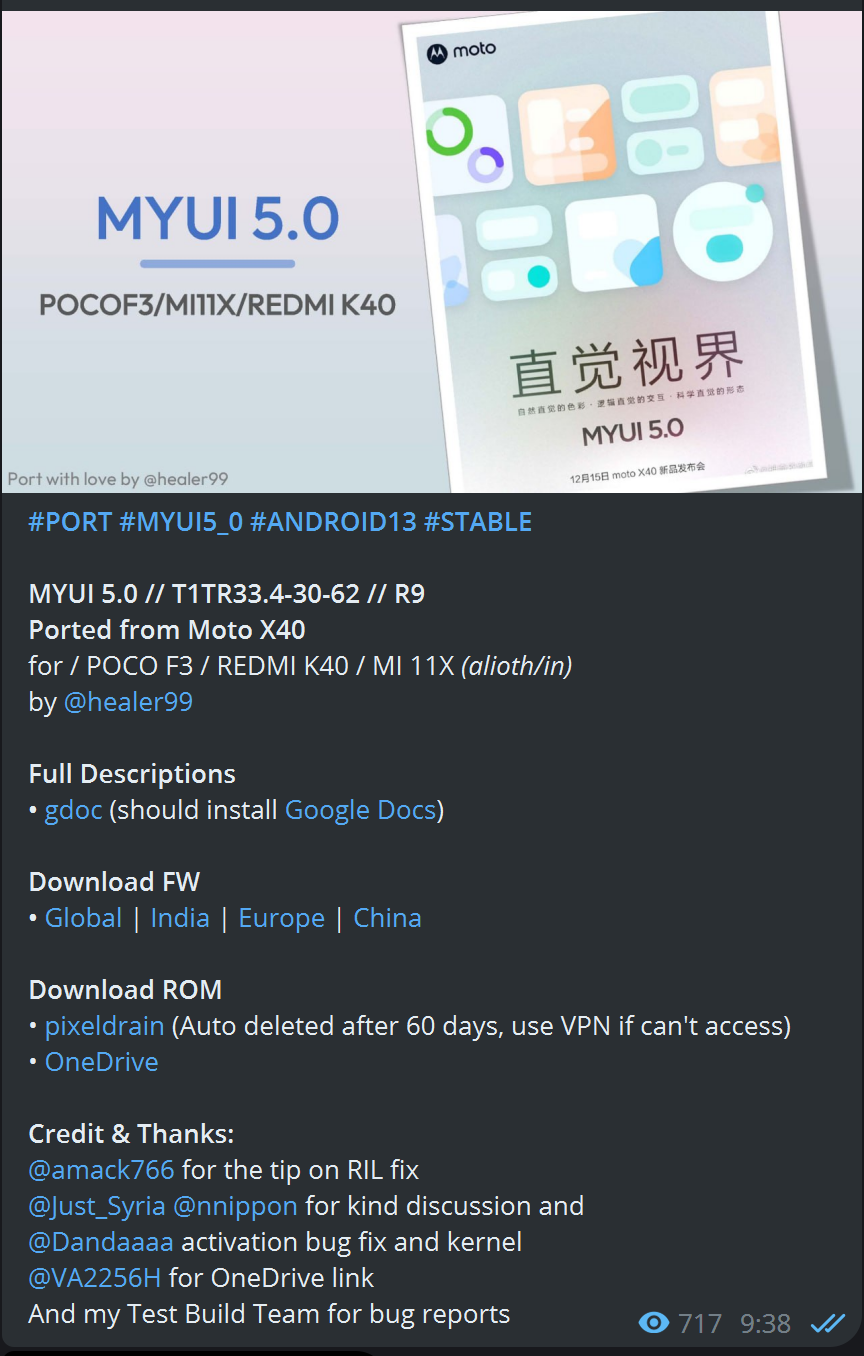 moto
MYUI 5.0
POCOF3/MI11X/REDMI K40
直觉视界
自然直觉的色彩 · 逻辑直觉的交互 · 科学直觉的形态
MYUI 5.0
12月15日 moto X40 新品发布会
Port with love by @healer99
#PORT #MYUI5_0 #ANDROID13 #STABLE
MYUI 5.0 // T1TR33.4-30-62 // R9
Ported from Moto X40
for / POCO F3 / REDMI K40 / MI 11X (alioth/in)
by @healer99
Full Descriptions
• gdoc (should install Google Docs)
Download FW
• Global | India | Europe | China
Download ROM
• pixeldrain (Auto deleted after 60 days, use VPN if can't access)
• OneDrive
Credit & Thanks:
@amack766 for the tip on RIL fix
@Just_Syria @nnippon for kind discussion and
@Dandaaaa activation bug fix and kernel
@VA2256H for OneDrive link
And my Test Build Team for bug reports
717 9:38